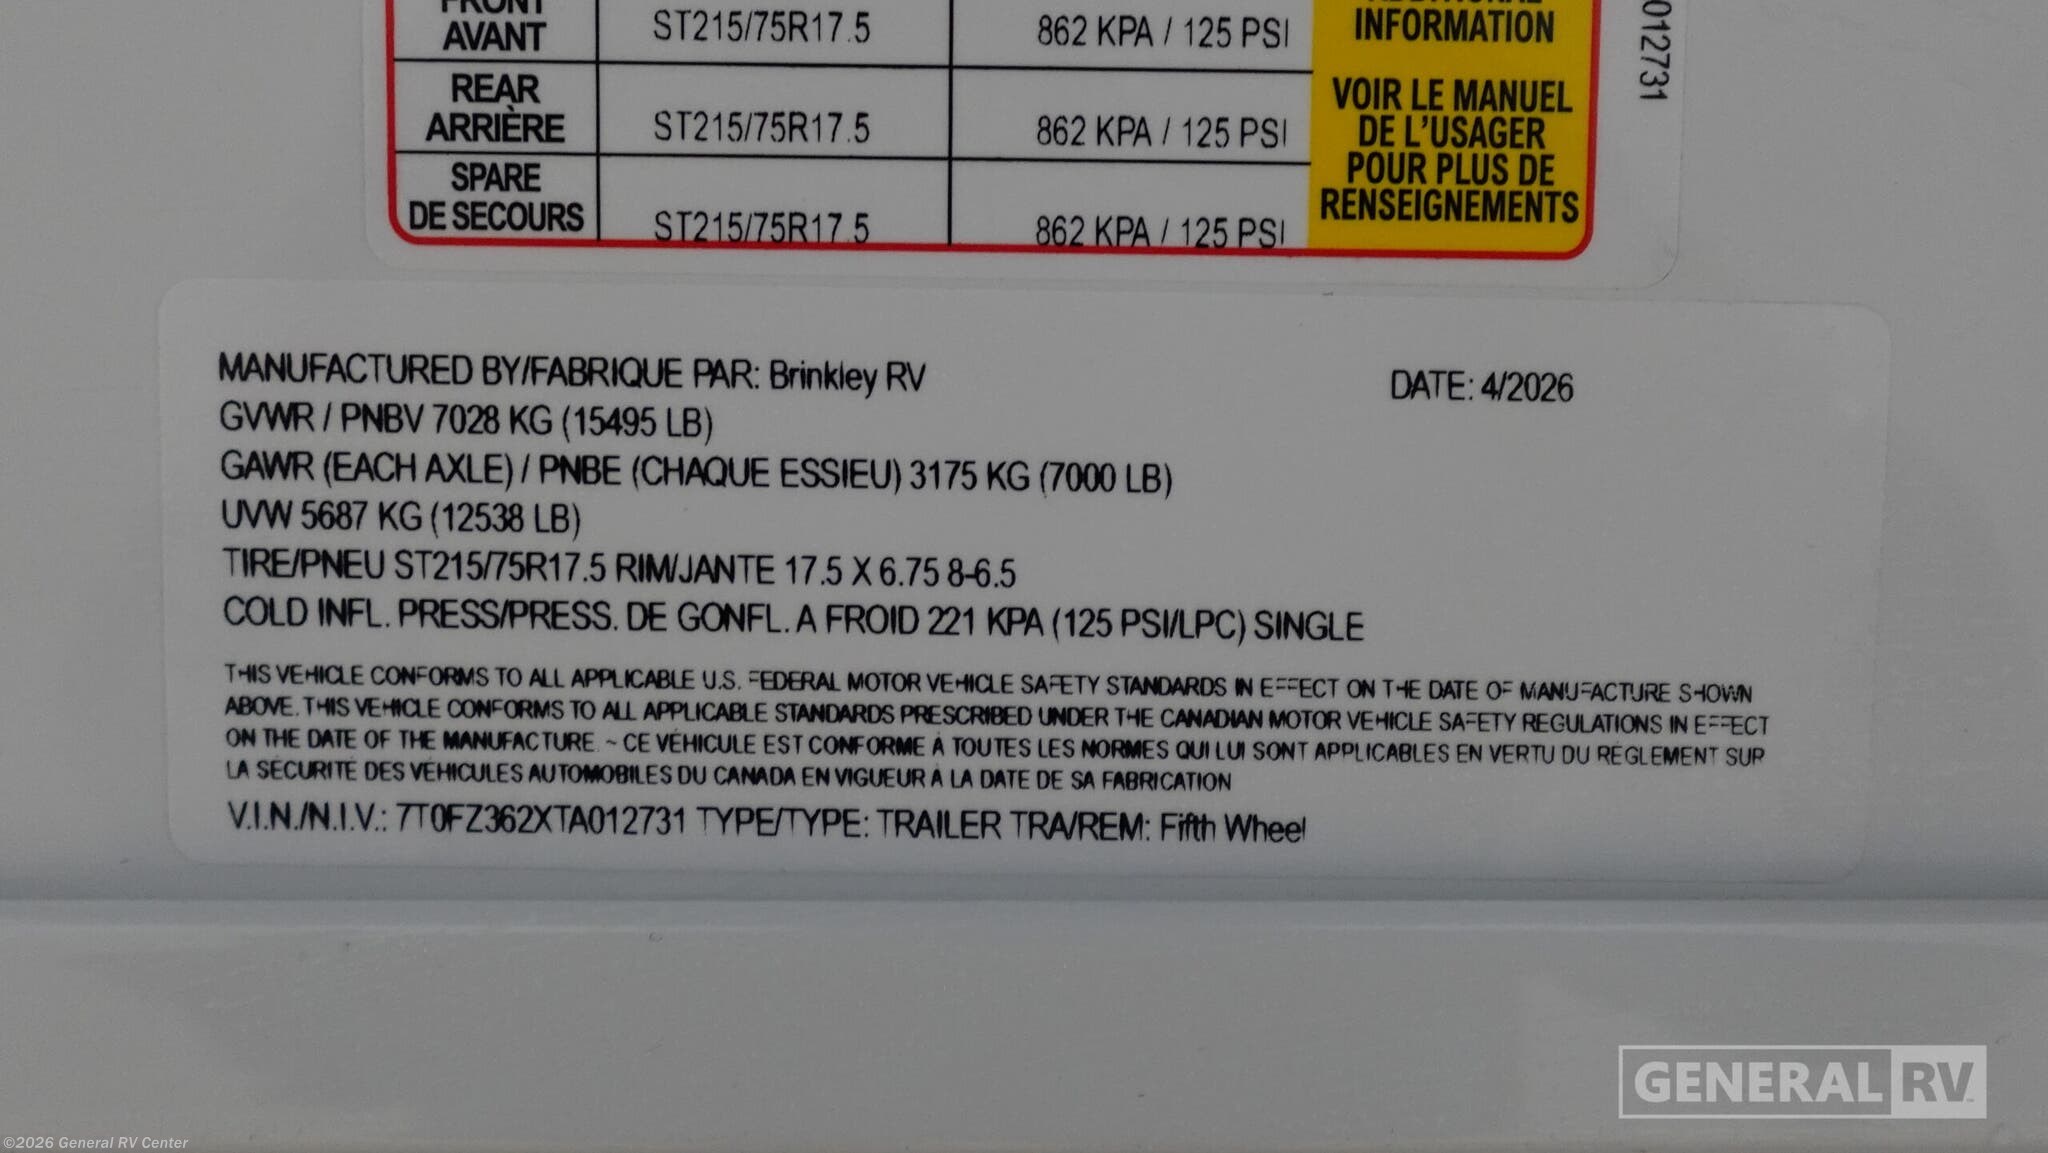 FRONT
AVANT
ST215/75R17.5
862 KPA / 125 PSI
ADDITIONAL
INFORMATION
REAR
ARRIÈRE
ST215/75R17.5
862 KPA / 125 PSI
VOIR LE MANUEL
DE L'USAGER
POUR PLUS DE
RENSEIGNEMENTS
SPARE
DE SECOURS
ST215/75R17.5
862 KPA / 125 PSI
012731
MANUFACTURED BY/FABRIQUE PAR: Brinkley RV
DATE: 4/2026
GVWR / PNBV 7028 KG (15495 LB)
GAWR (EACH AXLE) / PNBE (CHAQUE ESSIEU) 3175 KG (7000 LB)
UVW 5687 KG (12538 LB)
TIRE/PNEU ST215/75R17.5 RIM/JANTE 17.5 X 6.75 8-6.5
COLD INFL. PRESS/PRESS. DE GONFL. A FROID 221 KPA (125 PSI/LPC) SINGLE
THIS VEHICLE CONFORMS TO ALL APPLICABLE U.S. FEDERAL MOTOR VEHICLE SAFETY STANDARDS IN EFFECT ON THE DATE OF MANUFACTURE SHOWN
ABOVE. THIS VEHICLE CONFORMS TO ALL APPLICABLE STANDARDS PRESCRIBED UNDER THE CANADIAN MOTOR VEHICLE SAFETY REGULATIONS IN EFFECT
ON THE DATE OF THE MANUFACTURE. ~ CE VÉHICULE EST CONFORME À TOUTES LES NORMES QUI LUI SONT APPLICABLES EN VERTU DU RÈGLEMENT SUR
LA SÉCURITÉ DES VÉHICULES AUTOMOBILES DU CANADA EN VIGUEUR À LA DATE DE SA FABRICATION
V.I.N./N.I.V.: 7T0FZ362XTA012731 TYPE/TYPE: TRAILER TRA/REM: Fifth Wheel
GENERAL RV
©2026 General RV Center